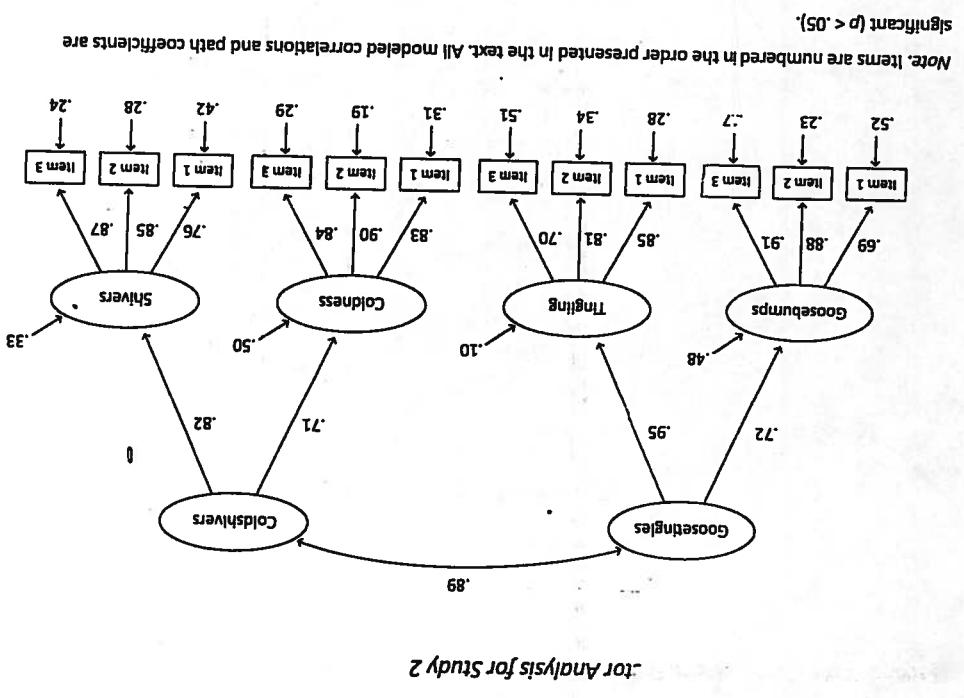 Analysis for Study 2
.89
Goosetingles Coldshivers
.72 .95 .71 .82
.48 .10 .50 .33
Goosebumps Tingling Coldness Shivers
.69 .88 .91 .85 .81 .70 .83 .90 .84 .76 .85 .87
Item 1 Item 2 Item 3 Item 1 Item 2 Item 3 Item 1 Item 2 Item 3 Item 1 Item 2 Item 3
.52 .23 .28 .34 .51 .31 .19 .29 .42 .28 .24
Note. Items are numbered in the order presented in the text. All modeled correlations and path coefficients are
significant (p < .05).